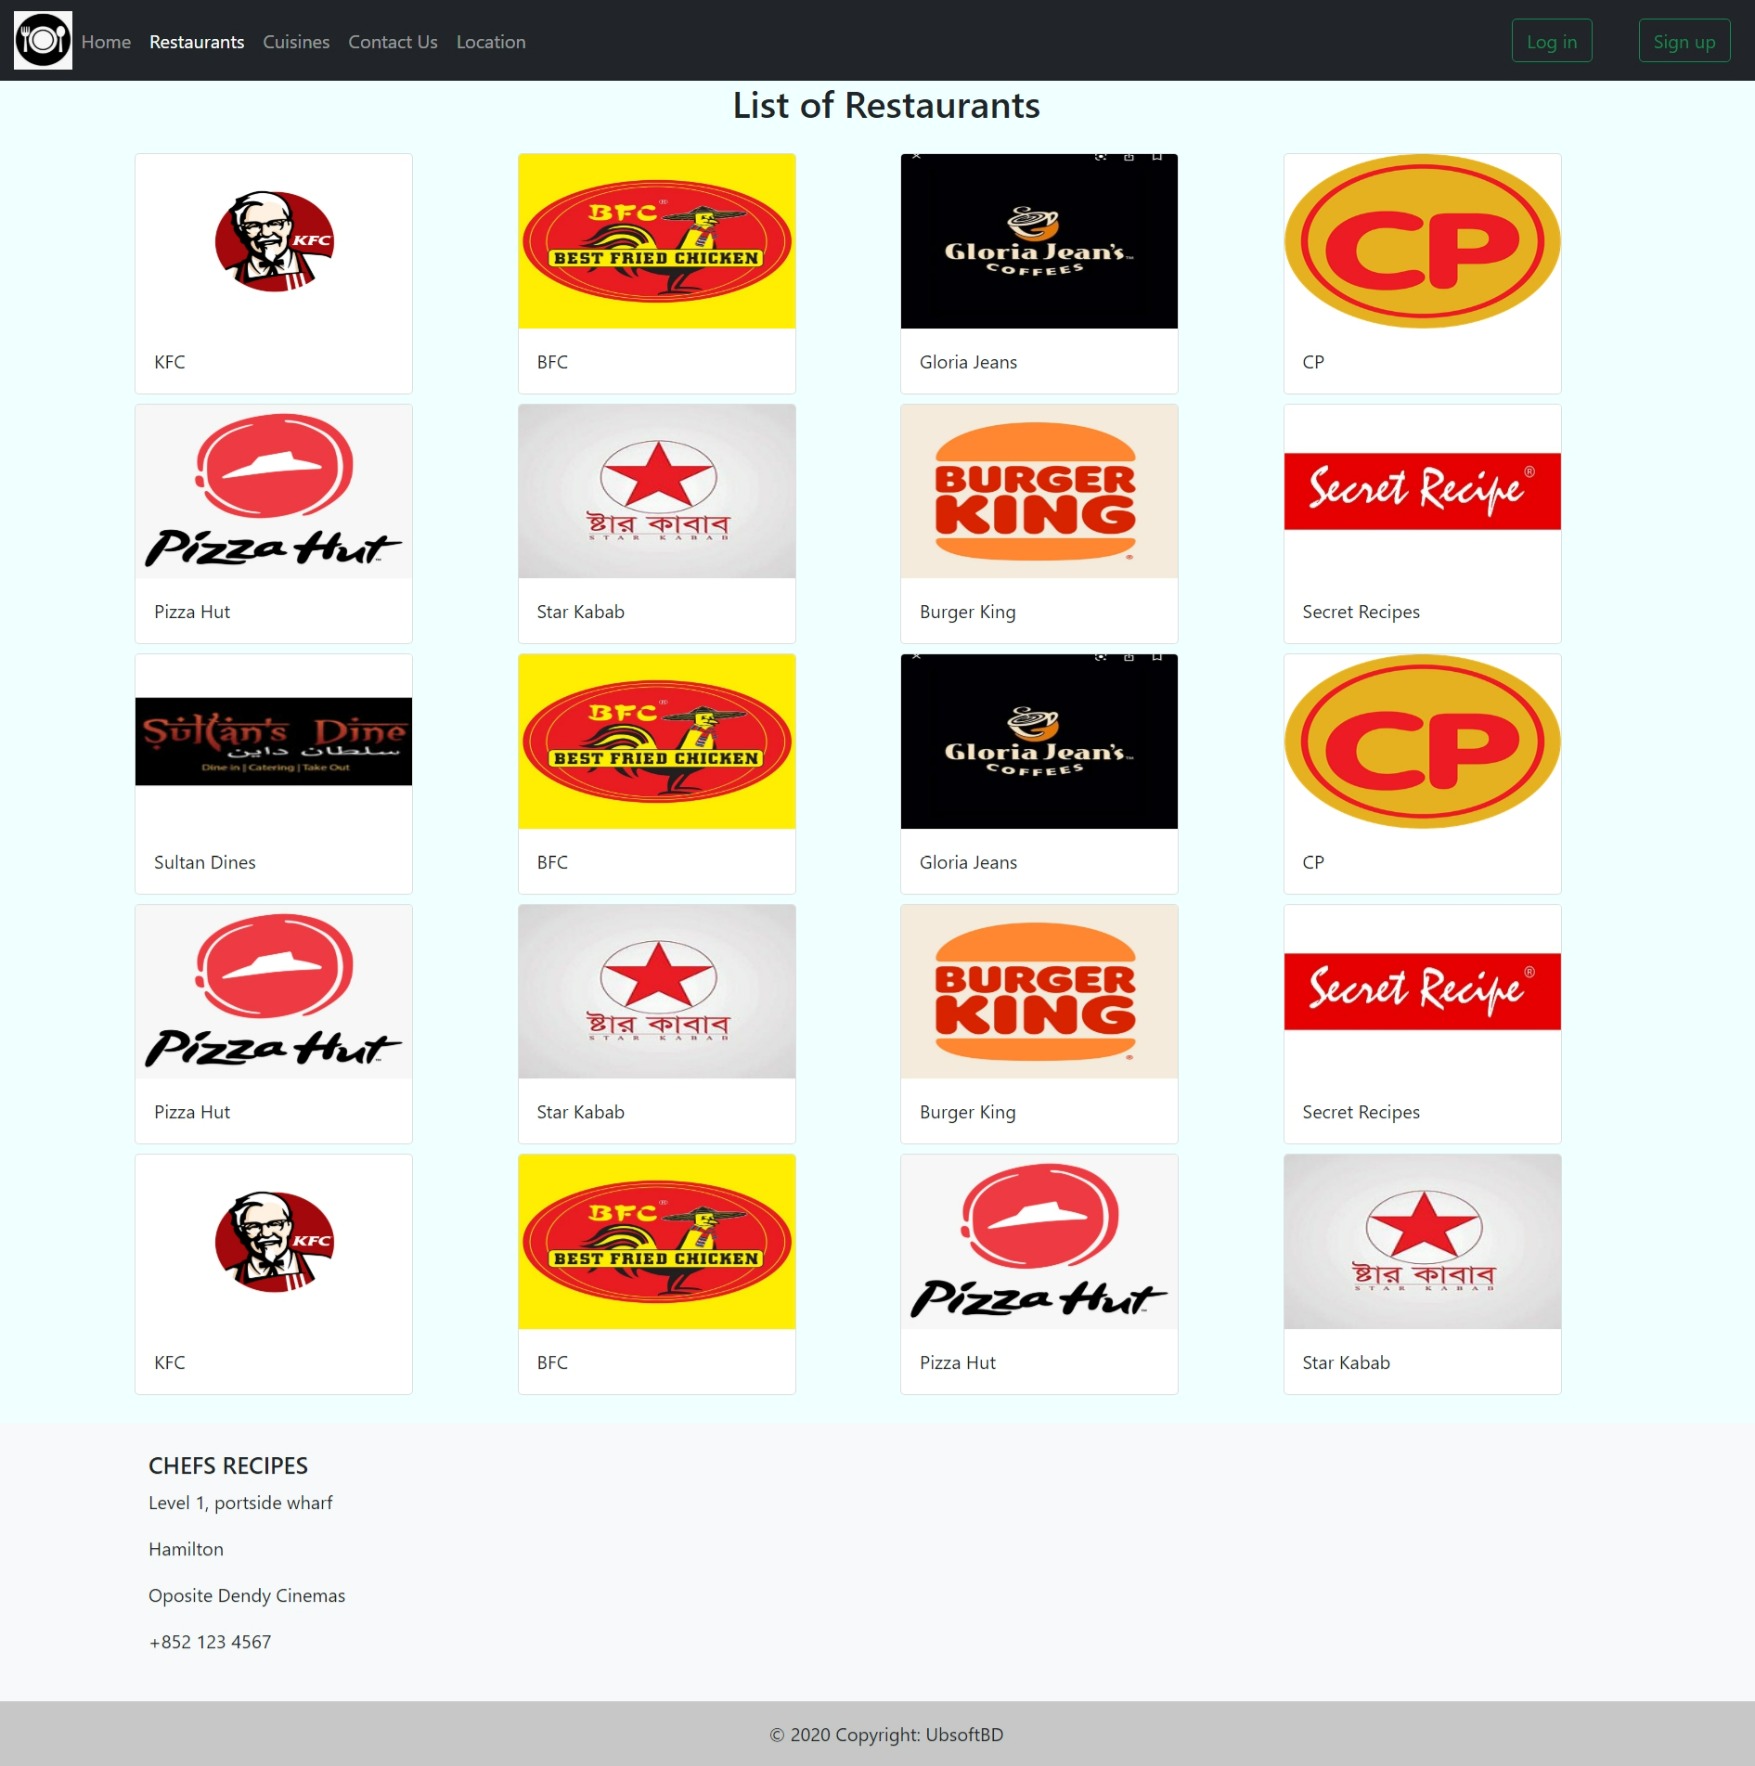 Home Restaurants Cuisines Contact Us Location Log in Sign up
List of Restaurants
KFC
BFC®
BEST FRIED CHICKEN
Gloria Jean's™
COFFEES
CP
KFC
BFC
Gloria Jeans
CP
Pizza Hut
ষ্টার কাবাব
STAR KABAB
BURGER
KING®
Secret Recipe®
Pizza Hut
Star Kabab
Burger King
Secret Recipes
Sultan's Dine
سلطان داين
Dine in | Catering | Take Out
BFC®
BEST FRIED CHICKEN
Gloria Jean's™
COFFEES
CP
Sultan Dines
BFC
Gloria Jeans
CP
Pizza Hut
ষ্টার কাবাব
STAR KABAB
BURGER
KING®
Secret Recipe®
Pizza Hut
Star Kabab
Burger King
Secret Recipes
KFC
BFC®
BEST FRIED CHICKEN
Pizza Hut
ষ্টার কাবাব
STAR KABAB
KFC
BFC
Pizza Hut
Star Kabab
CHEFS RECIPES
Level 1, portside wharf
Hamilton
Oposite Dendy Cinemas
+852 123 4567
© 2020 Copyright: UbsoftBD